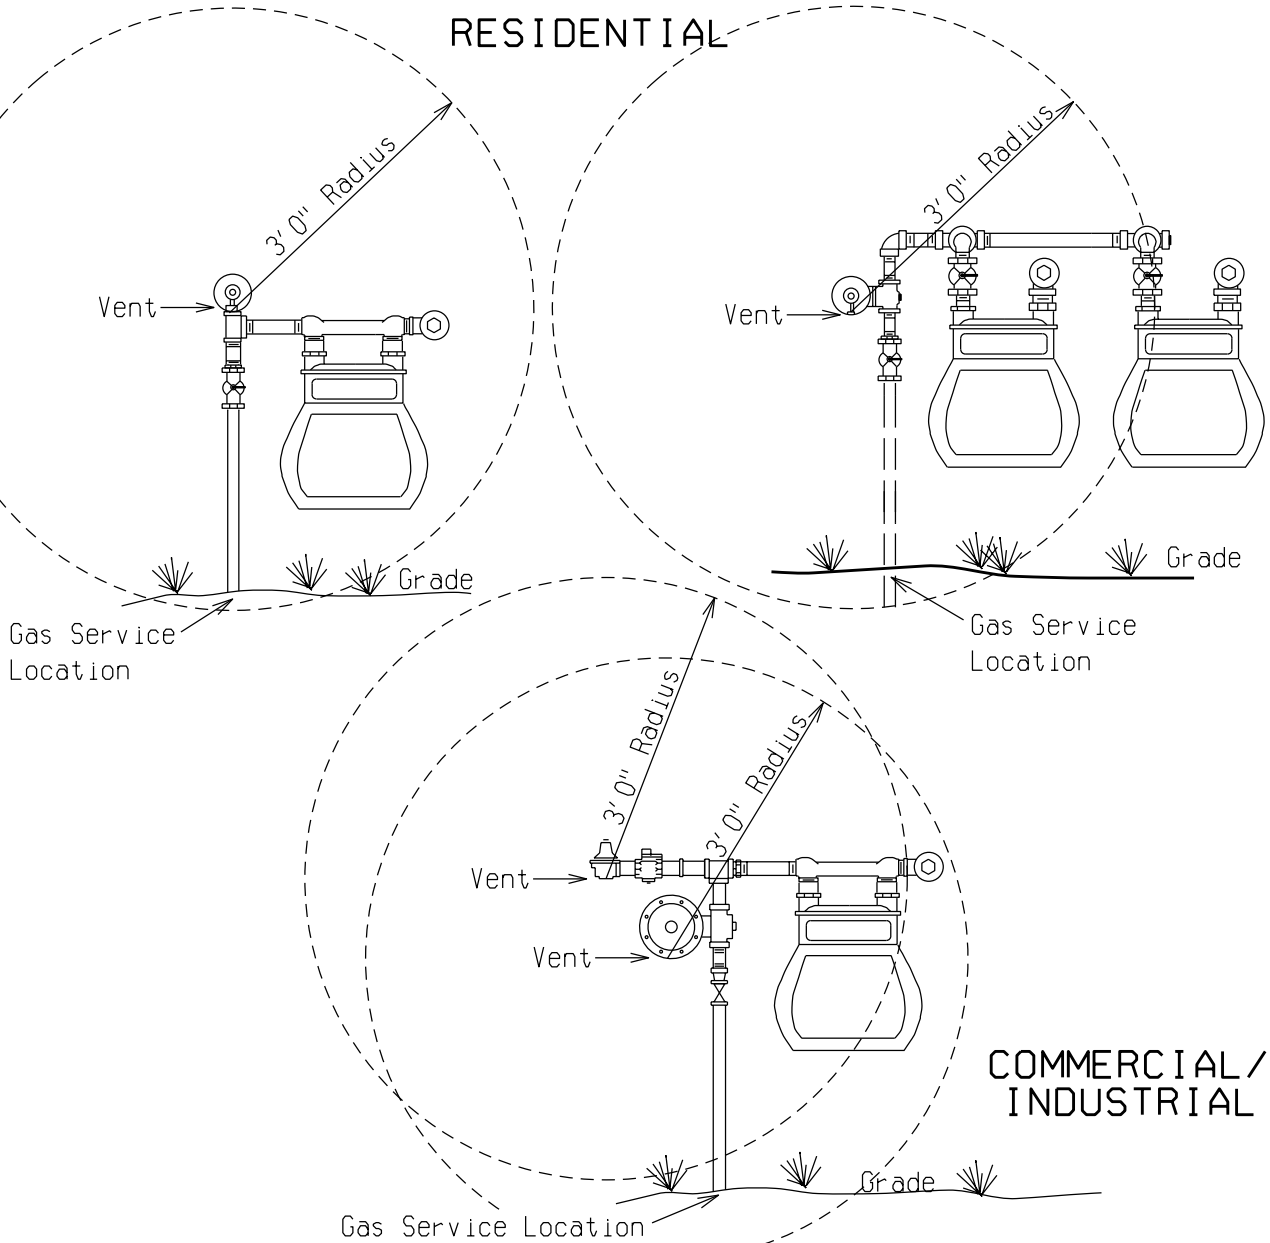 RESIDENTIAL
3' 0" Radius
3' 0" Radius
Vent
Vent
Grade
Grade
Gas Service
Location
Gas Service
Location
3' 0" Radius
3' 0" Radius
Vent
Vent
COMMERCIAL/
INDUSTRIAL
Grade
Gas Service Location